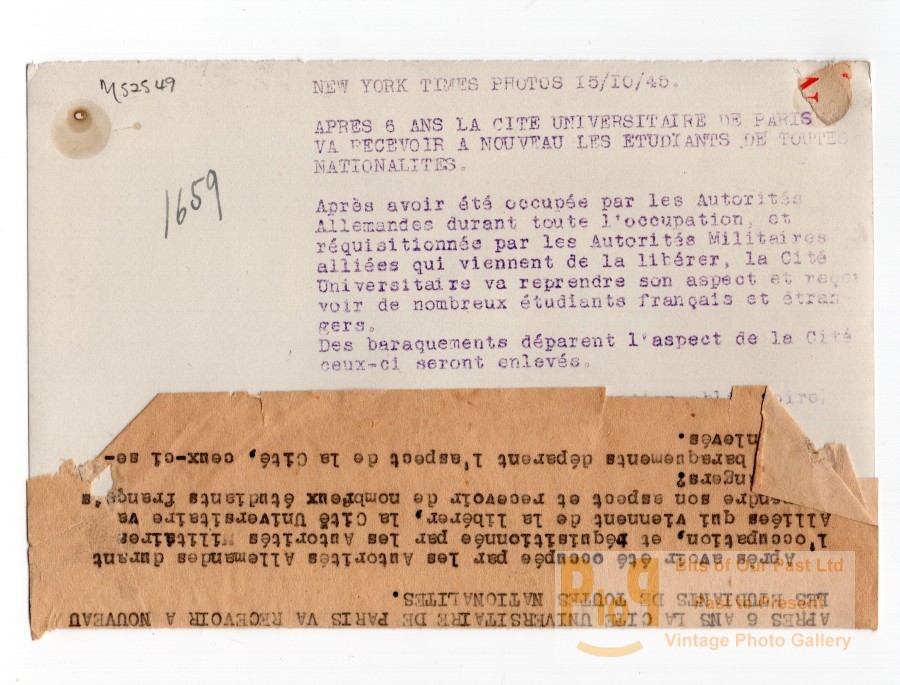 M52549
NEW YORK TIMES PHOTOS 15/10/45.
APRES 6 ANS LA CITE UNIVERSITAIRE DE PARIS
VA RECEVOIR A NOUVEAU LES ETUDIANTS DE TOUTES
NATIONALITES.
1659
Après avoir été occupée par les Autorités
Allemandes durant toute l'occupation, et
réquisitionnée par les Autorités Militaires
alliées qui viennent de la libérer, la Cité
Universitaire va reprendre son aspect et reçe
voir de nombreux étudiants français et étran
gers.
Des baraquements déparent l'aspect de la Cité
ceux-ci seront enlevés.
APRES 6 ANS LA CITE UNIVERSITAIRE DE PARIS VA RECEVOIR A NOUVEAU
LES ETUDIANTS DE TOUTES NATIONALITES.
Après avoir été occupée par les Autorités Allemandes durant
l'occupation, et réquisitionnée par les Autorités Militaires
Alliées qui viennent de la libérer, la Cité Universitaire va
endre son aspect et recevoir de nombreux étudiants français
ngers;
baraquements déparent l'aspect de la Cité, ceux-ci se-
nlevés.
Bits of Our Past Ltd
Past to Present
Vintage Photo Gallery